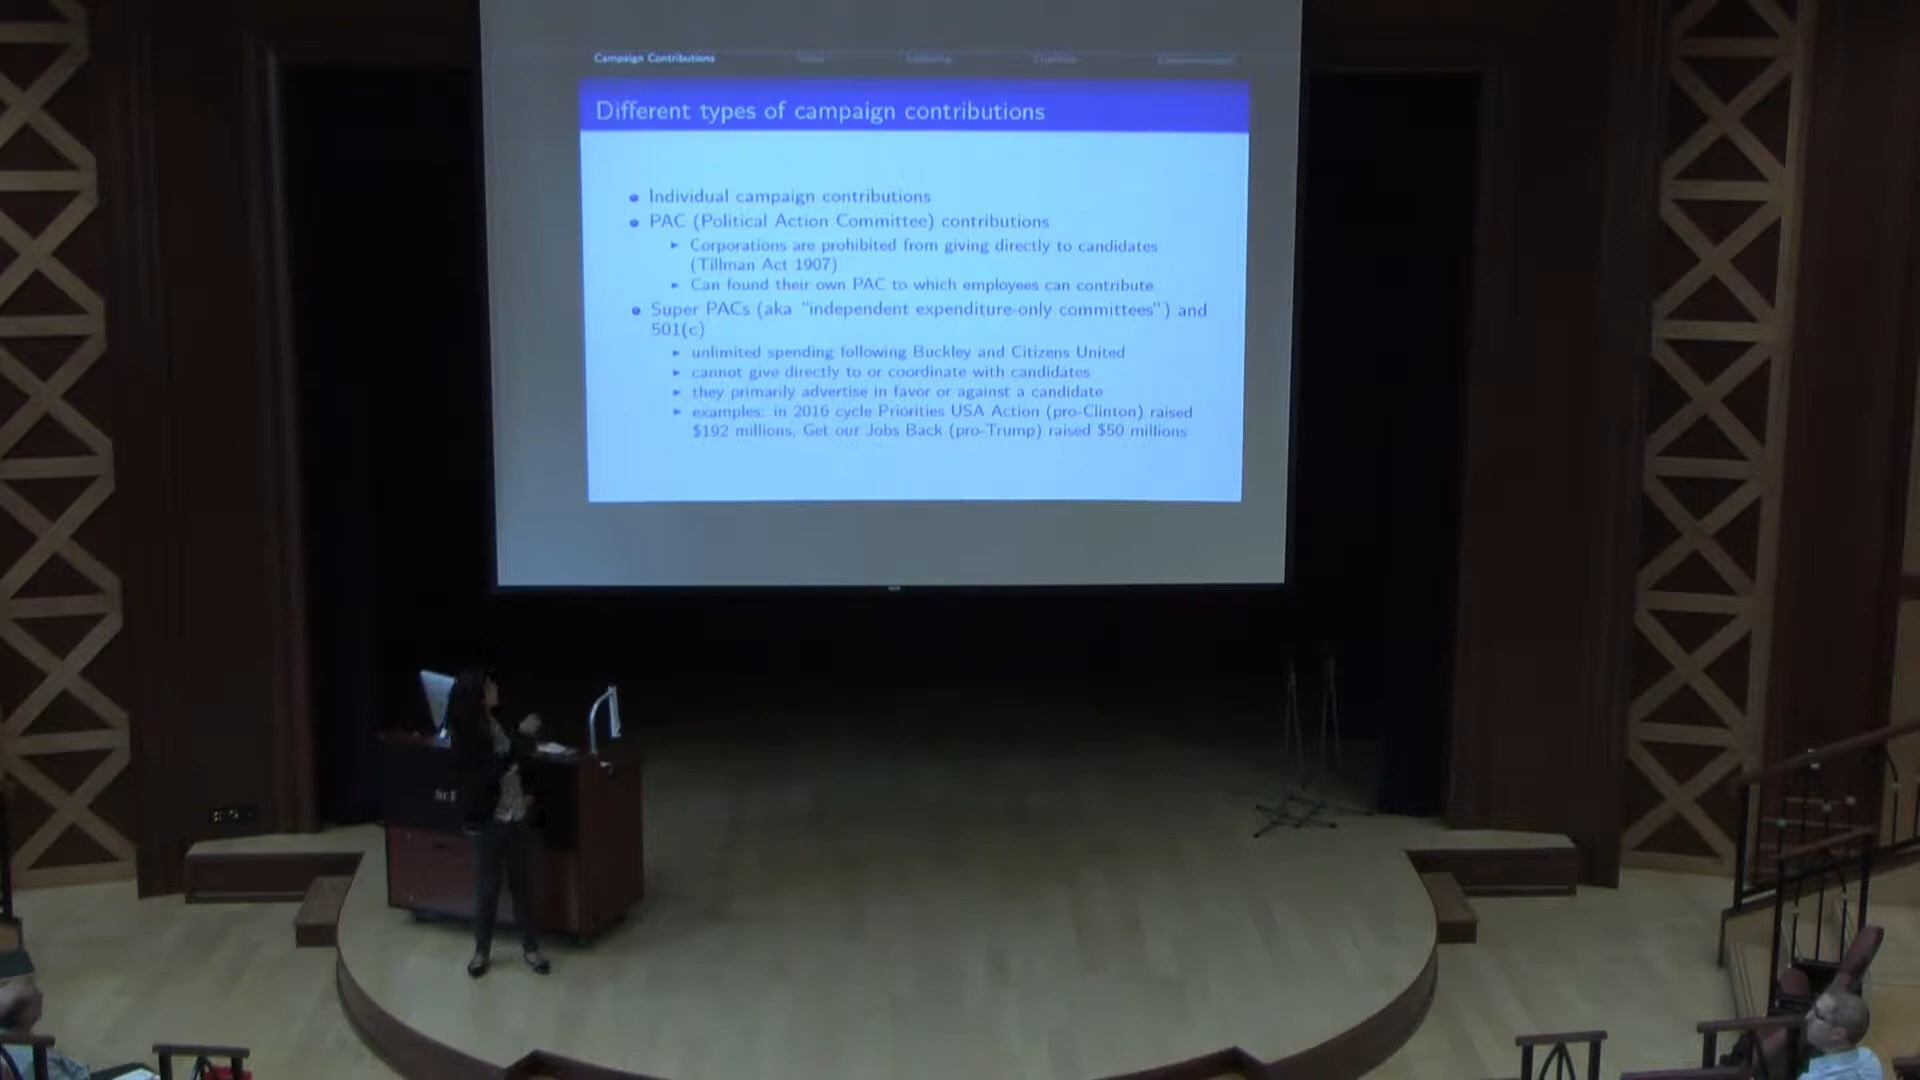 Campaign Contributions
Different types of campaign contributions
Individual campaign contributions
PAC (Political Action Committee) contributions
Corporations are prohibited from giving directly to candidates
(Tillman Act 1907)
Can found their own PAC to which employees can contribute
Super PACs (aka "independent expenditure-only committees") and
501(c)
unlimited spending following Buckley and Citizens United
cannot give directly to or coordinate with candidates
they primarily advertise in favor or against a candidate
examples: in 2016 cycle Priorities USA Action (pro-Clinton) raised
$192 millions, Get our Jobs Back (pro-Trump) raised $50 millions